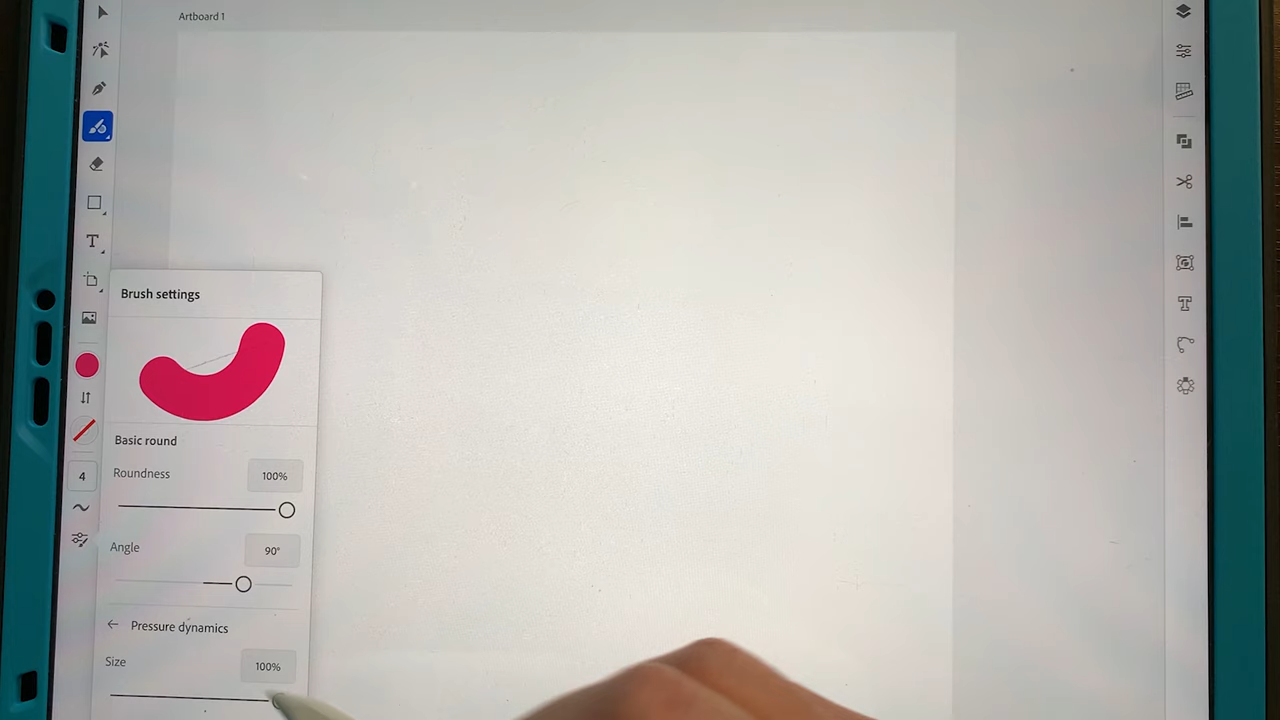 Artboard 1
Brush settings
Basic round
Roundness 100%
4
Angle 90°
Pressure dynamics
Size 100%